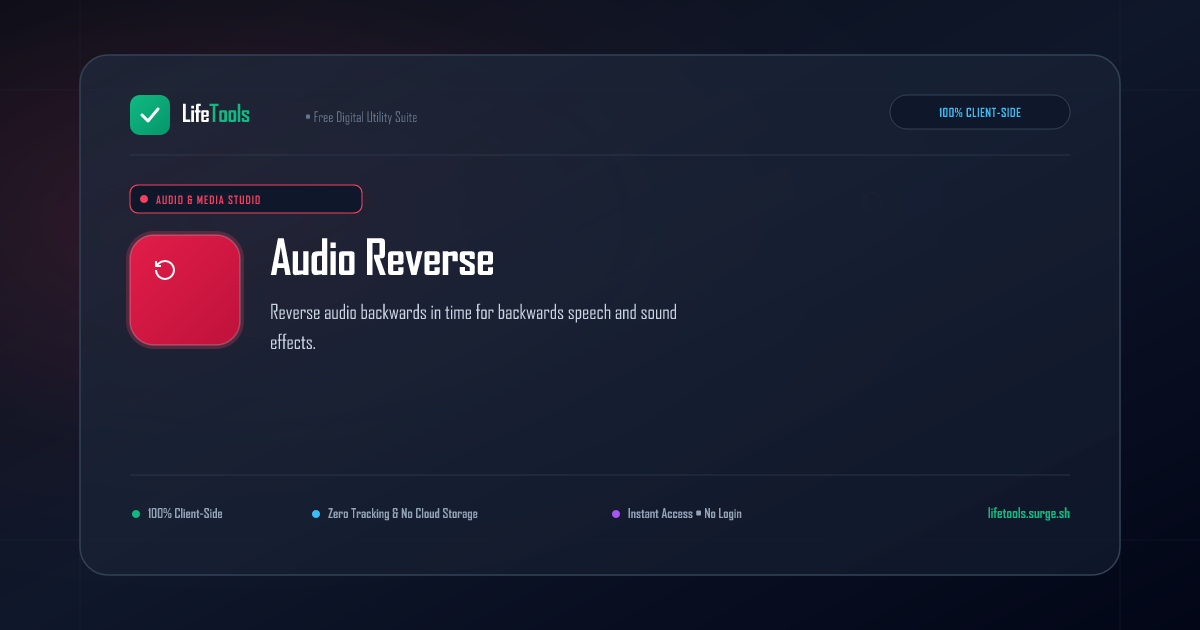 LifeTools
▪ Free Digital Utility Suite
100% CLIENT-SIDE
AUDIO & MEDIA STUDIO
Audio Reverse
Reverse audio backwards in time for backwards speech and sound
effects.
100% Client-Side
Zero Tracking & No Cloud Storage
Instant Access ▪ No Login
lifetools.surge.sh